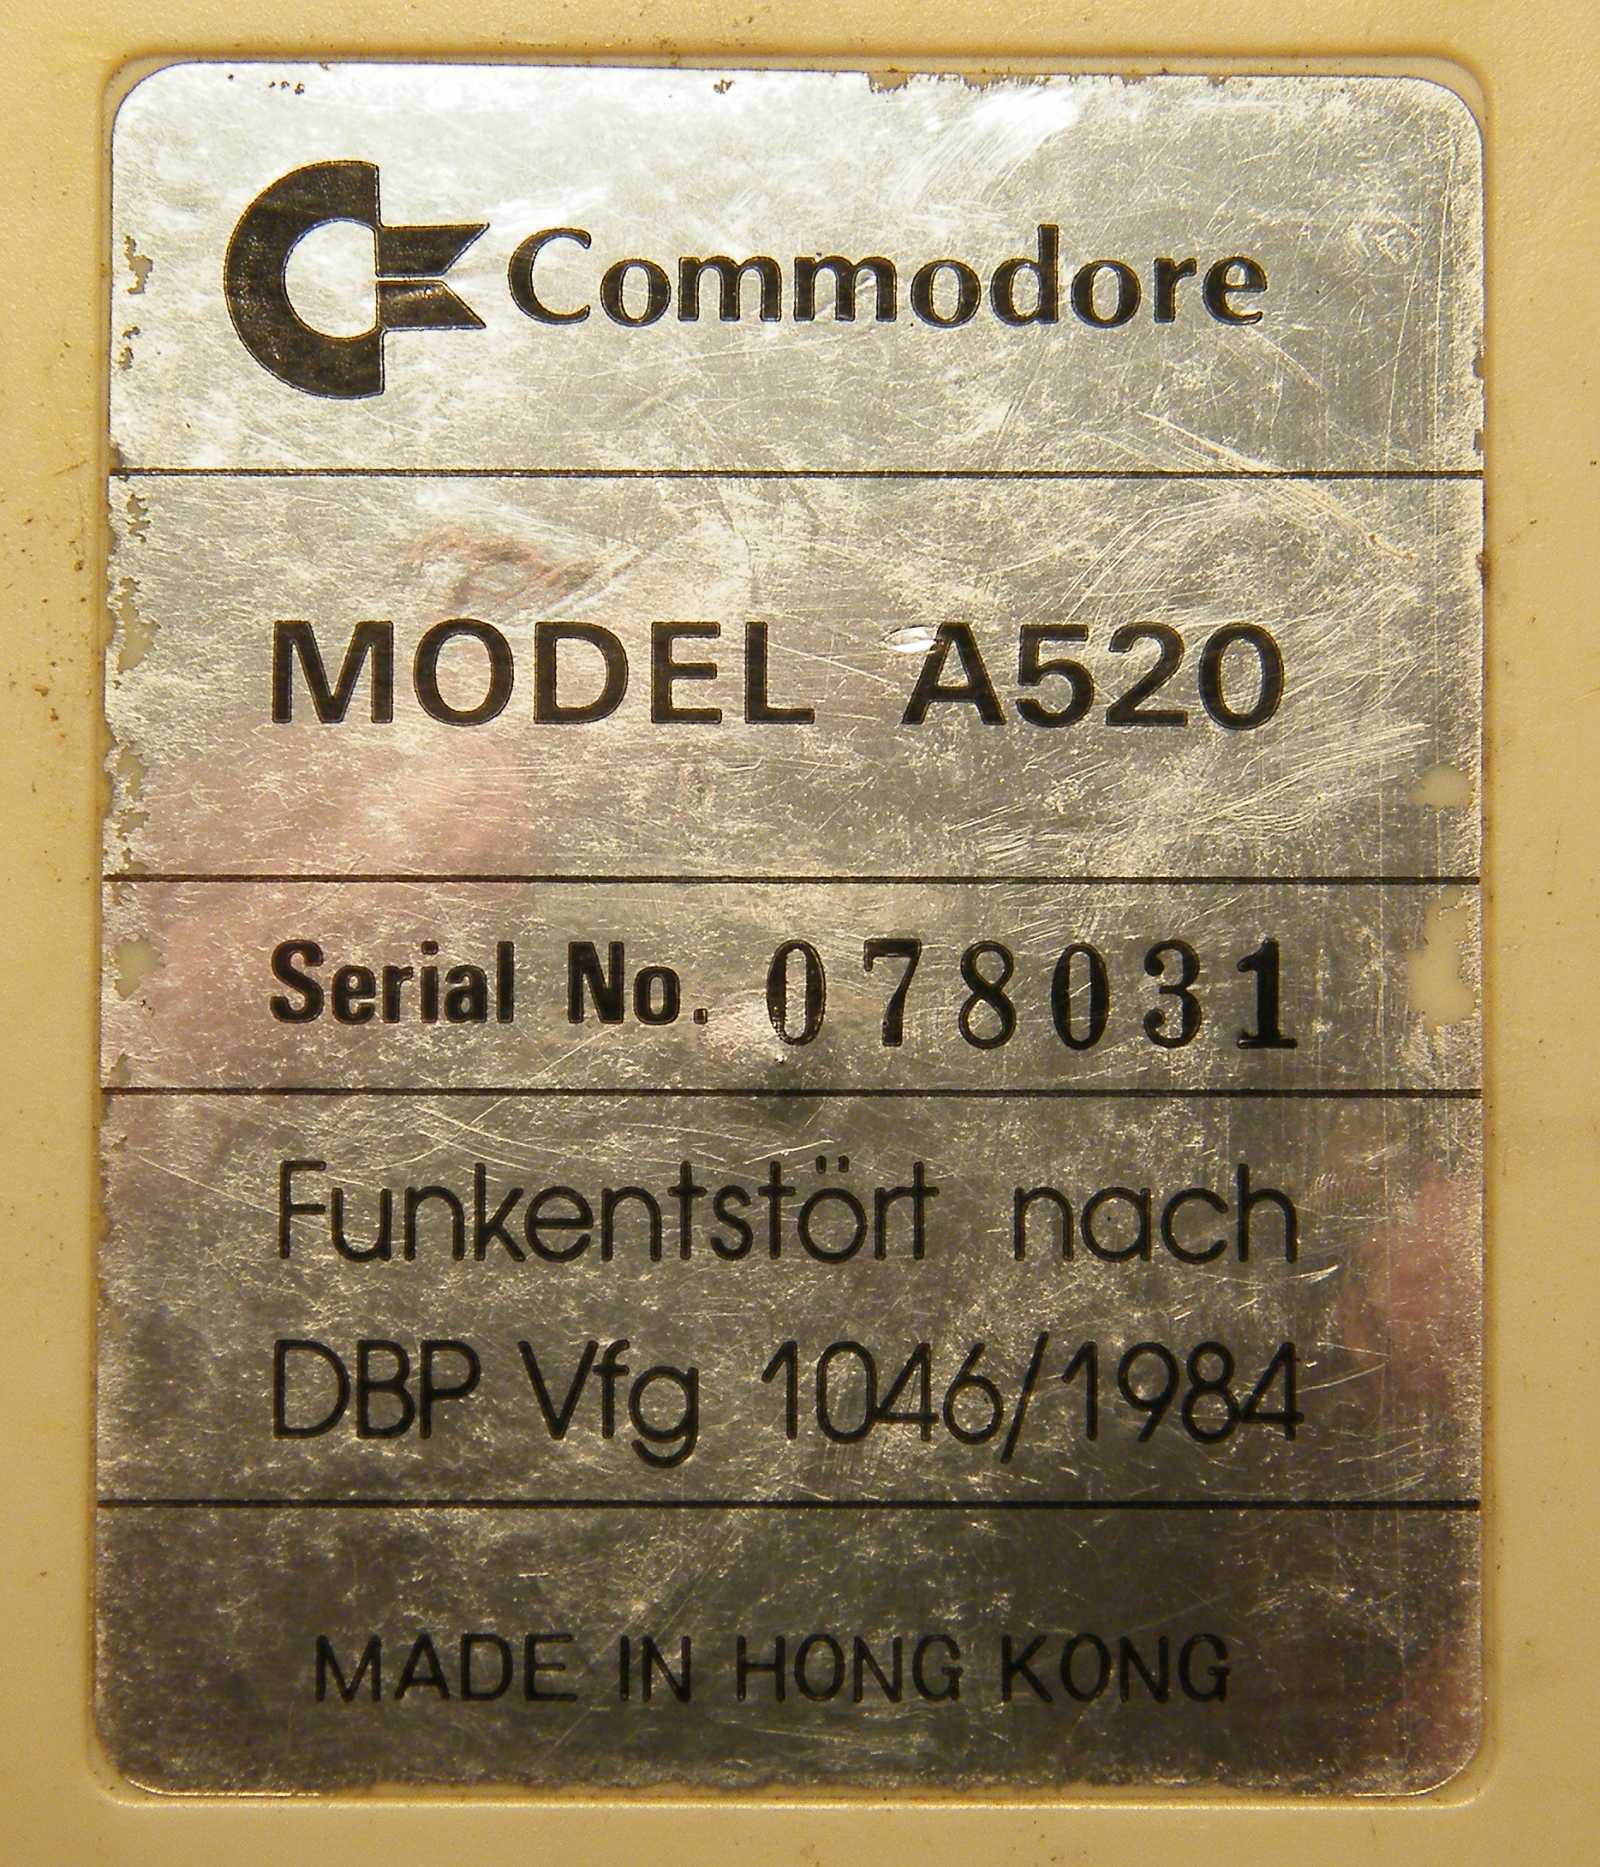 Commodore
MODEL A520
Serial No. 078031
Funkentstört nach
DBP Vfg 1046/1984
MADE IN HONG KONG